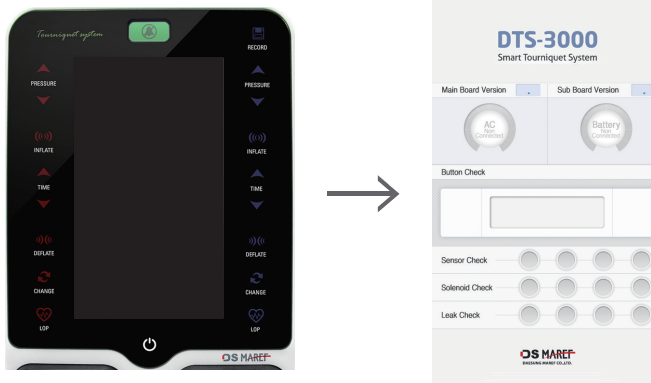 Tourniquet system
RECORD
PRESSURE
PRESSURE
INFLATE
INFLATE
TIME
TIME
DEFLATE
DEFLATE
CHANGE
CHANGE
LOP
LOP
DS MAREF
DTS-3000
Smart Tourniquet System
Main Board Version
Sub Board Version
AC
Non
Connected
Battery
Non
Connected
Button Check
Sensor Check
Solenoid Check
Leak Check
DS MAREF
DAESUNG MAREF CO.,LTD.